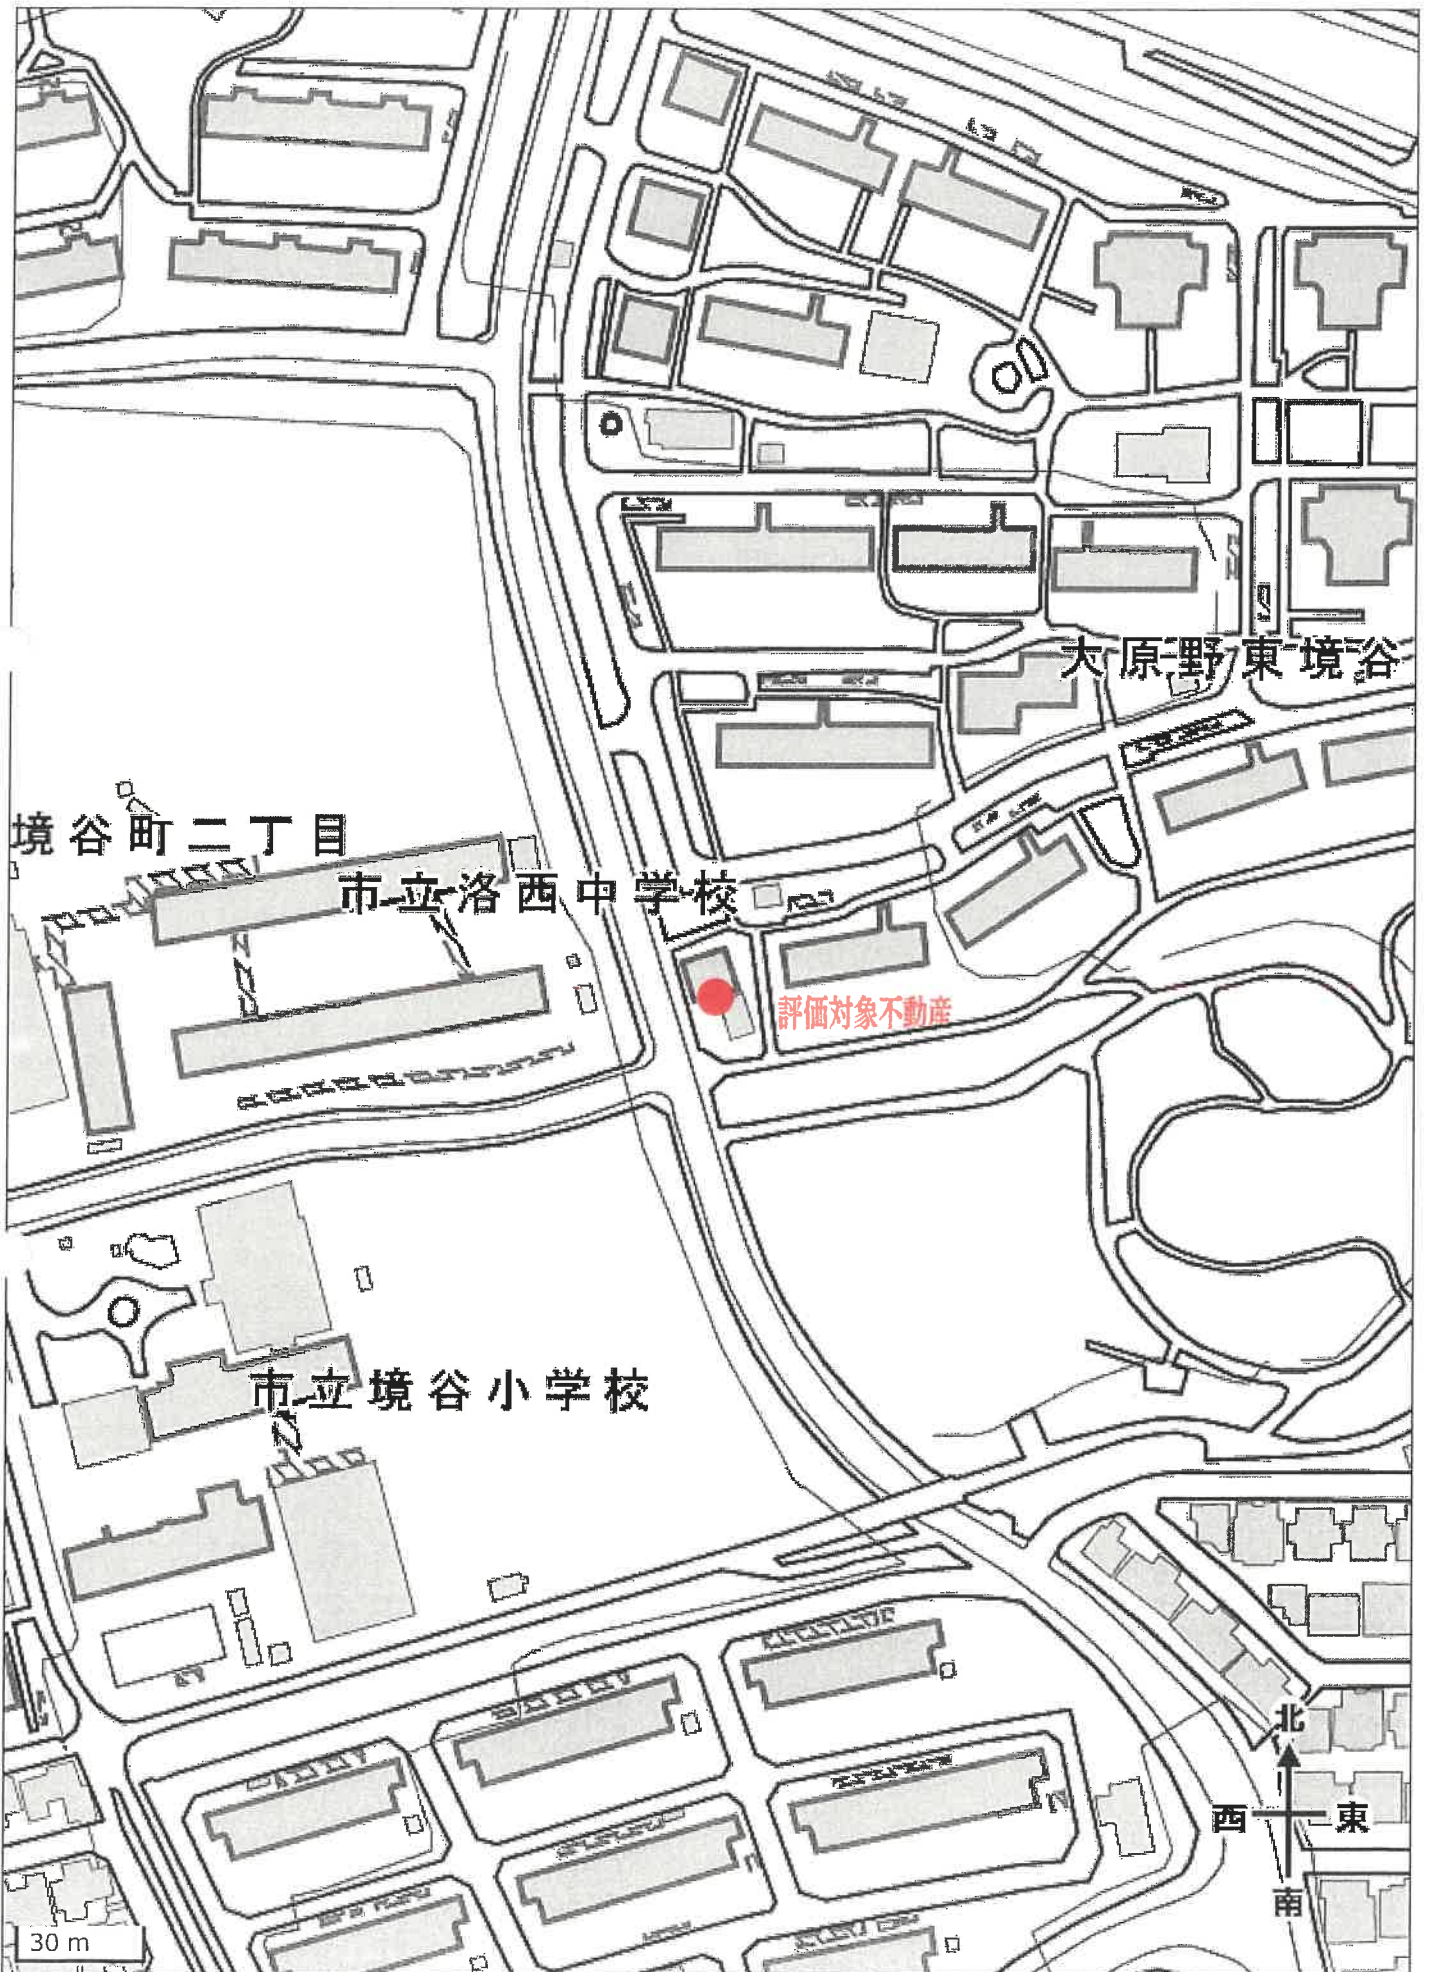 大原野東境谷
境谷町二丁目
市立洛西中学校
評価対象不動産
市立境谷小学校
北
西 東
南
30 m